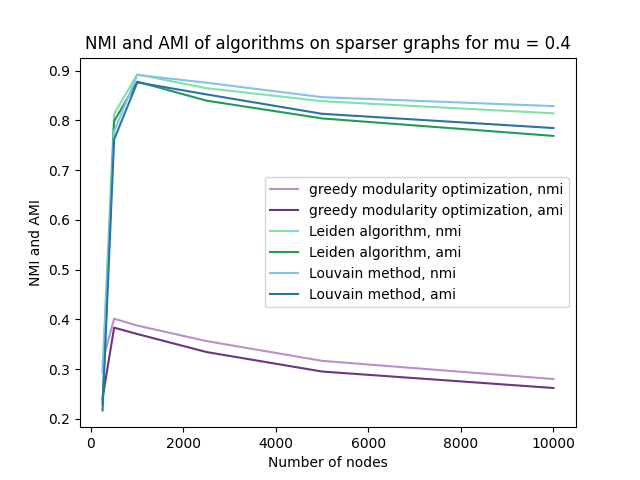 NMI and AMI of algorithms on sparser graphs for mu = 0.4
0.9
0.8
0.7
0.6
0.5
0.4
0.3
0.2
NMI and AMI
greedy modularity optimization, nmi
greedy modularity optimization, ami
Leiden algorithm, nmi
Leiden algorithm, ami
Louvain method, nmi
Louvain method, ami
0 2000 4000 6000 8000 10000
Number of nodes